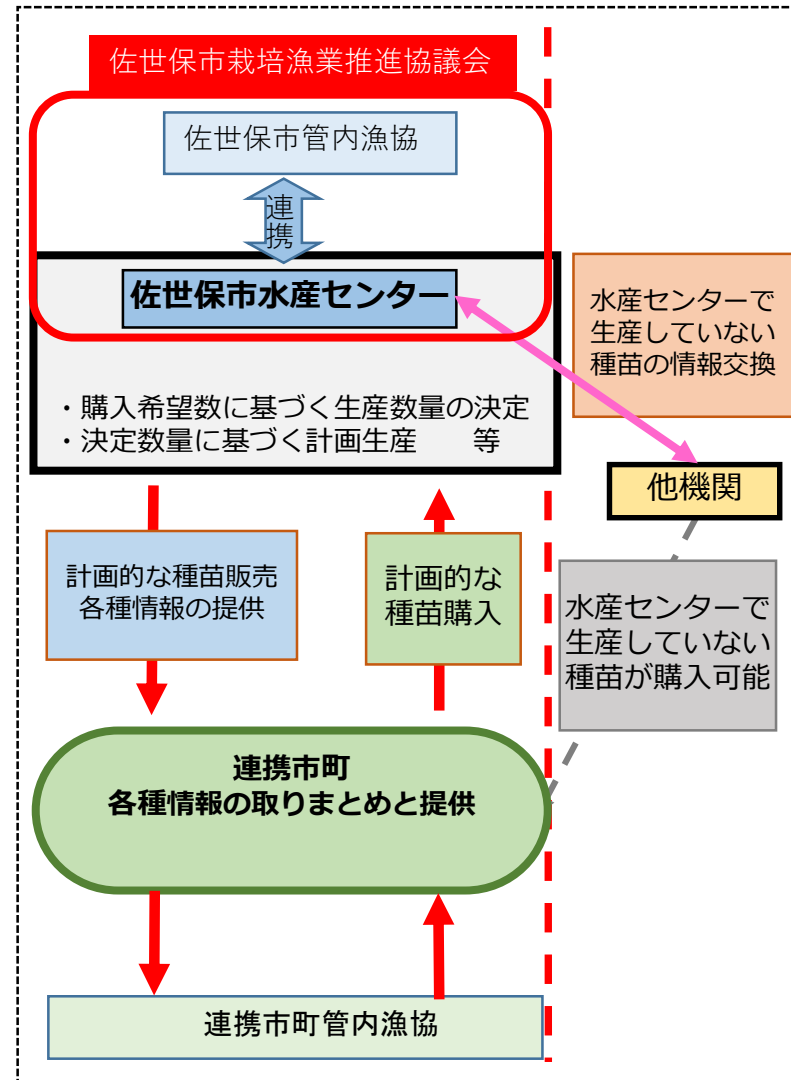 佐世保市栽培漁業推進協議会
佐世保市管内漁協
連
携
佐世保市水産センター
・購入希望数に基づく生産数量の決定
・決定数量に基づく計画生産　　等
水産センターで
生産していない
種苗の情報交換
他機関
計画的な種苗販売
各種情報の提供
計画的な
種苗購入
水産センターで
生産していない
種苗が購入可能
連携市町
各種情報の取りまとめと提供
連携市町管内漁協